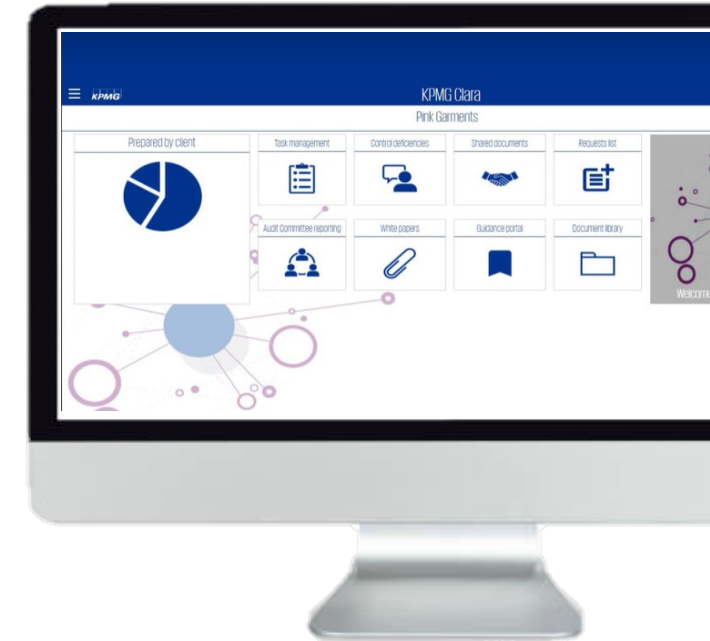 KPMG
KPMG Clara
Pink Garments
Prepared by client
Task management
Control deficiencies
Shared documents
Requests list
Audit Committee reporting
White papers
Guidance portal
Document library
Welcome